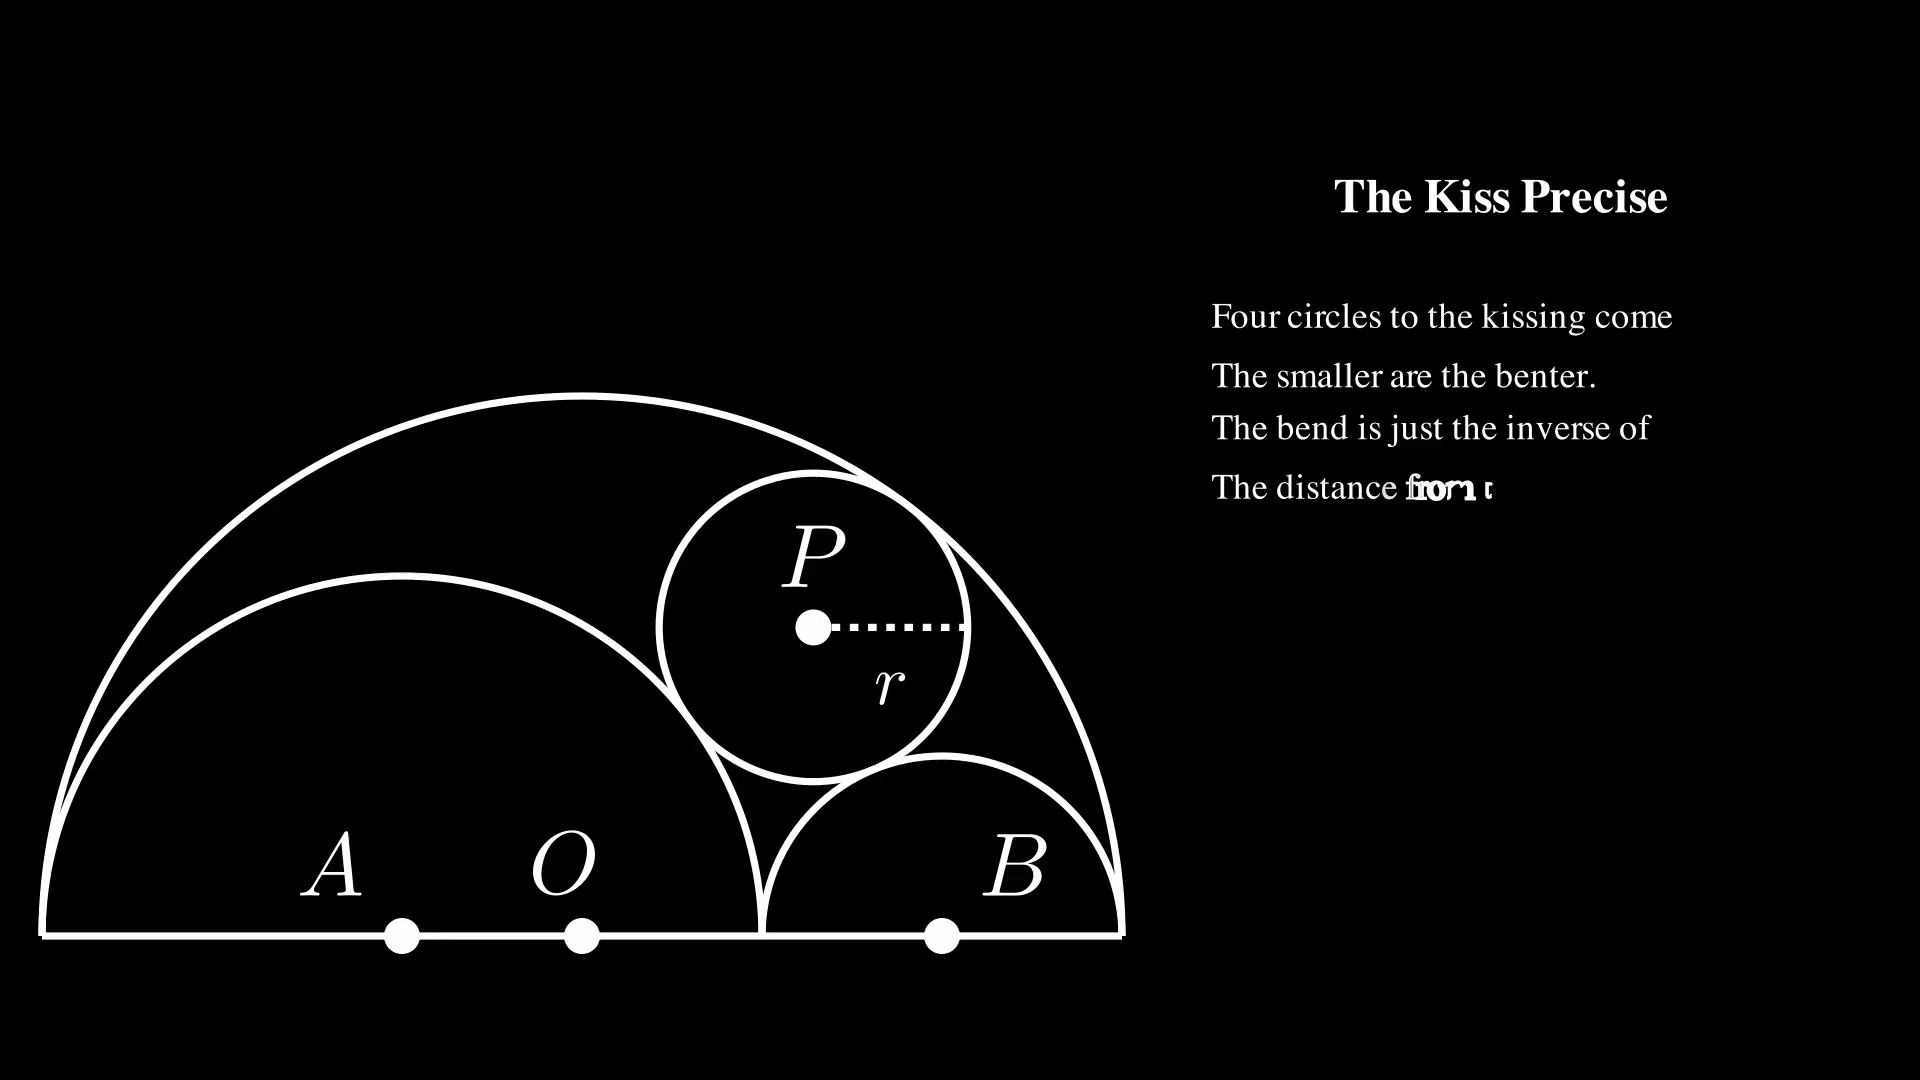 The Kiss Precise
Four circles to the kissing come
The smaller are the benter.
The bend is just the inverse of
The distance from
P
r
A O B